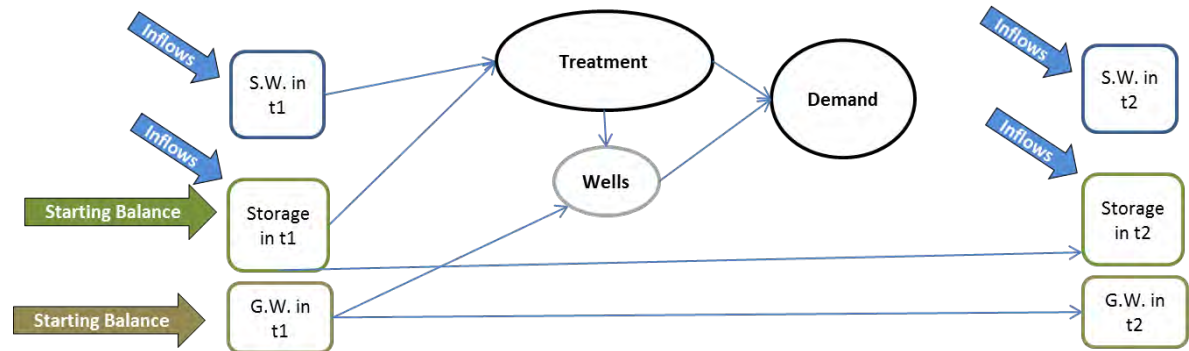 Inflows
S.W. in
t1
Treatment
Demand
Inflows
S.W. in
t2
Inflows
Starting Balance
Storage
in t1
Wells
Inflows
Storage
in t2
Starting Balance
G.W. in
t1
G.W. in
t2